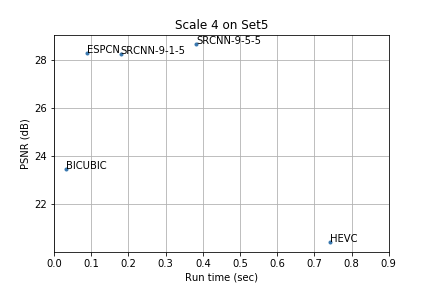 Scale 4 on Set5
SRCNN-9-5-5
ESPCN
SRCNN-9-1-5
BICUBIC
HEVC
28
26
24
22
PSNR (dB)
0.0 0.1 0.2 0.3 0.4 0.5 0.6 0.7 0.8 0.9
Run time (sec)